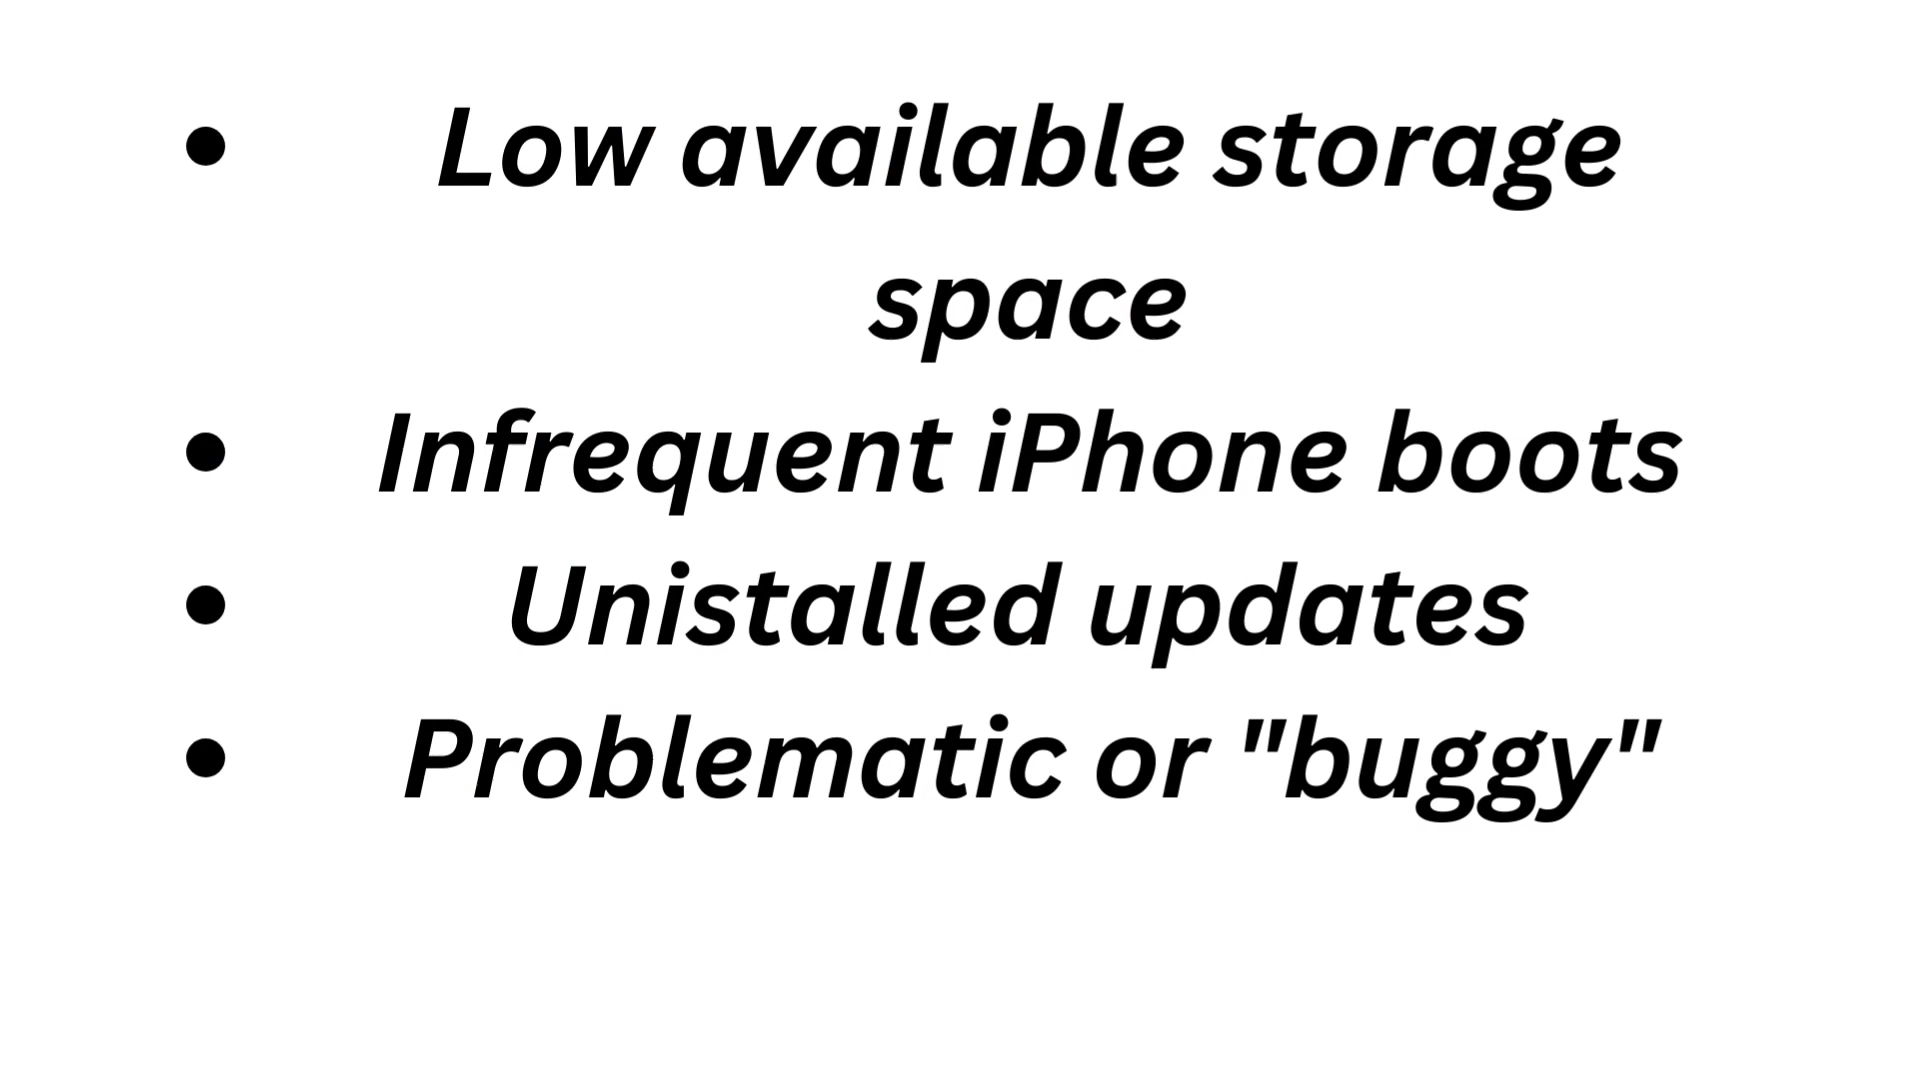 • Low available storage
space
• Infrequent iPhone boots
• Unistalled updates
• Problematic or "buggy"